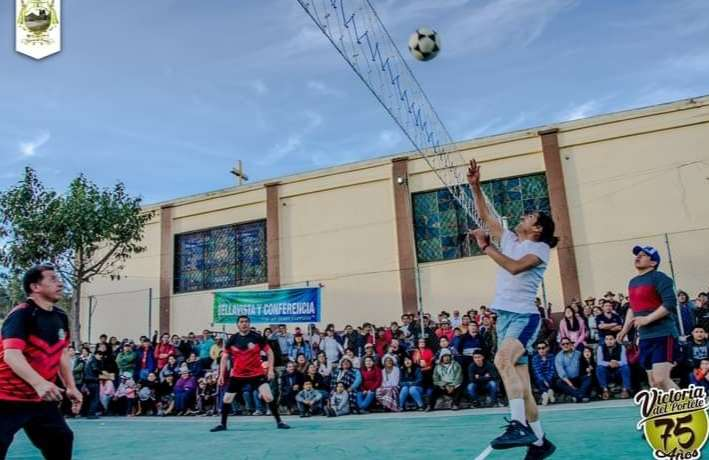 BELLAVISTA Y CONFERENCIA
Victoria
del Portete
75
Años